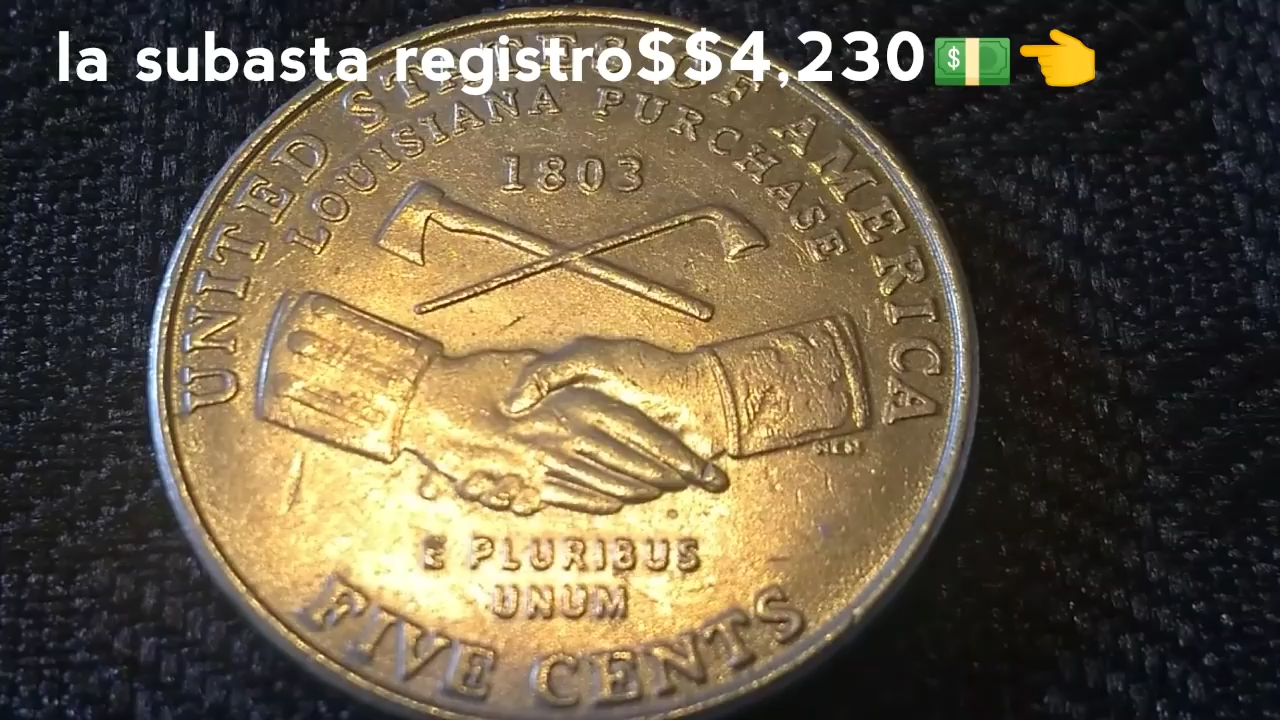 la subasta registro$$4,230💵👈
UNITED STATES OF AMERICA
LOUISIANA PURCHASE
1803
E PLURIBUS
UNUM
FIVE CENTS